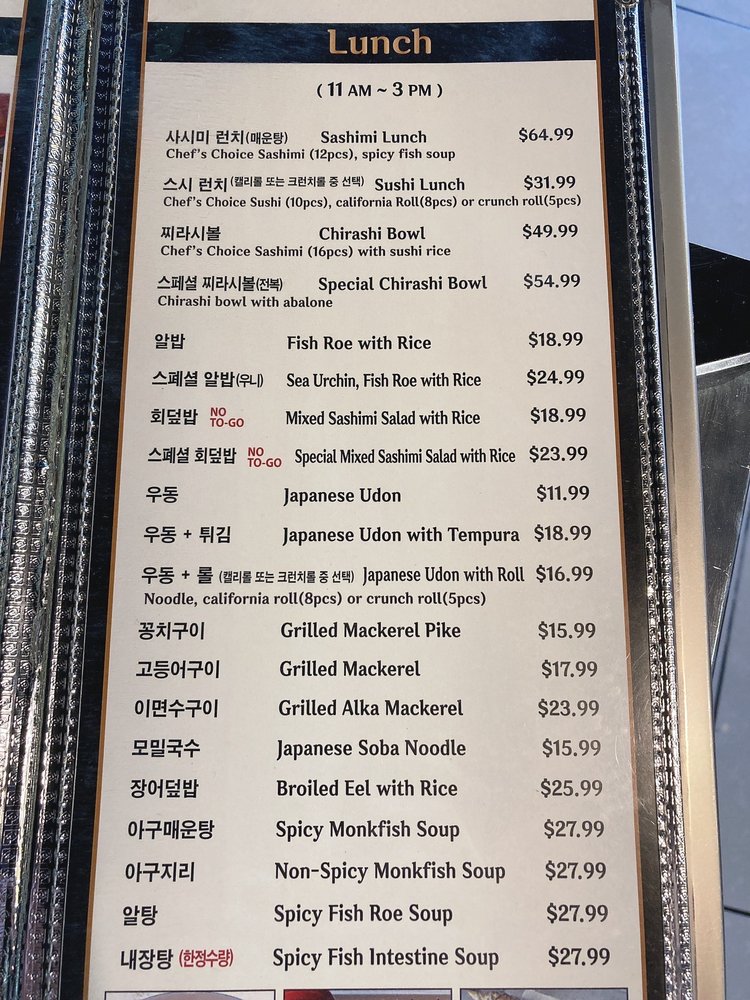 Lunch
( 11 AM ~ 3 PM )
사시미 런치(매운탕) Sashimi Lunch $64.99
Chef's Choice Sashimi (12pcs), spicy fish soup
스시 런치 (캘리롤 또는 크런치롤 중 선택) Sushi Lunch $31.99
Chef's Choice Sushi (10pcs), california Roll(8pcs) or crunch roll(5pcs)
찌라시볼 Chirashi Bowl $49.99
Chef's Choice Sashimi (16pcs) with sushi rice
스페셜 찌라시볼(전복) Special Chirashi Bowl $54.99
Chirashi bowl with abalone
알밥 Fish Roe with Rice $18.99
스폐셜 알밥(우니) Sea Urchin, Fish Roe with Rice $24.99
회덮밥 NO TO-GO Mixed Sashimi Salad with Rice $18.99
스폐셜 회덮밥 NO TO-GO Special Mixed Sashimi Salad with Rice $23.99
우동 Japanese Udon $11.99
우동 + 튀김 Japanese Udon with Tempura $18.99
우동 + 롤 (캘리롤 또는 크런치롤 중 선택) Japanese Udon with Roll $16.99
Noodle, california roll(8pcs) or crunch roll(5pcs)
꽁치구이 Grilled Mackerel Pike $15.99
고등어구이 Grilled Mackerel $17.99
이면수구이 Grilled Alka Mackerel $23.99
모밀국수 Japanese Soba Noodle $15.99
장어덮밥 Broiled Eel with Rice $25.99
아구매운탕 Spicy Monkfish Soup $27.99
아구지리 Non-Spicy Monkfish Soup $27.99
알탕 Spicy Fish Roe Soup $27.99
내장탕 (한정수량) Spicy Fish Intestine Soup $27.99